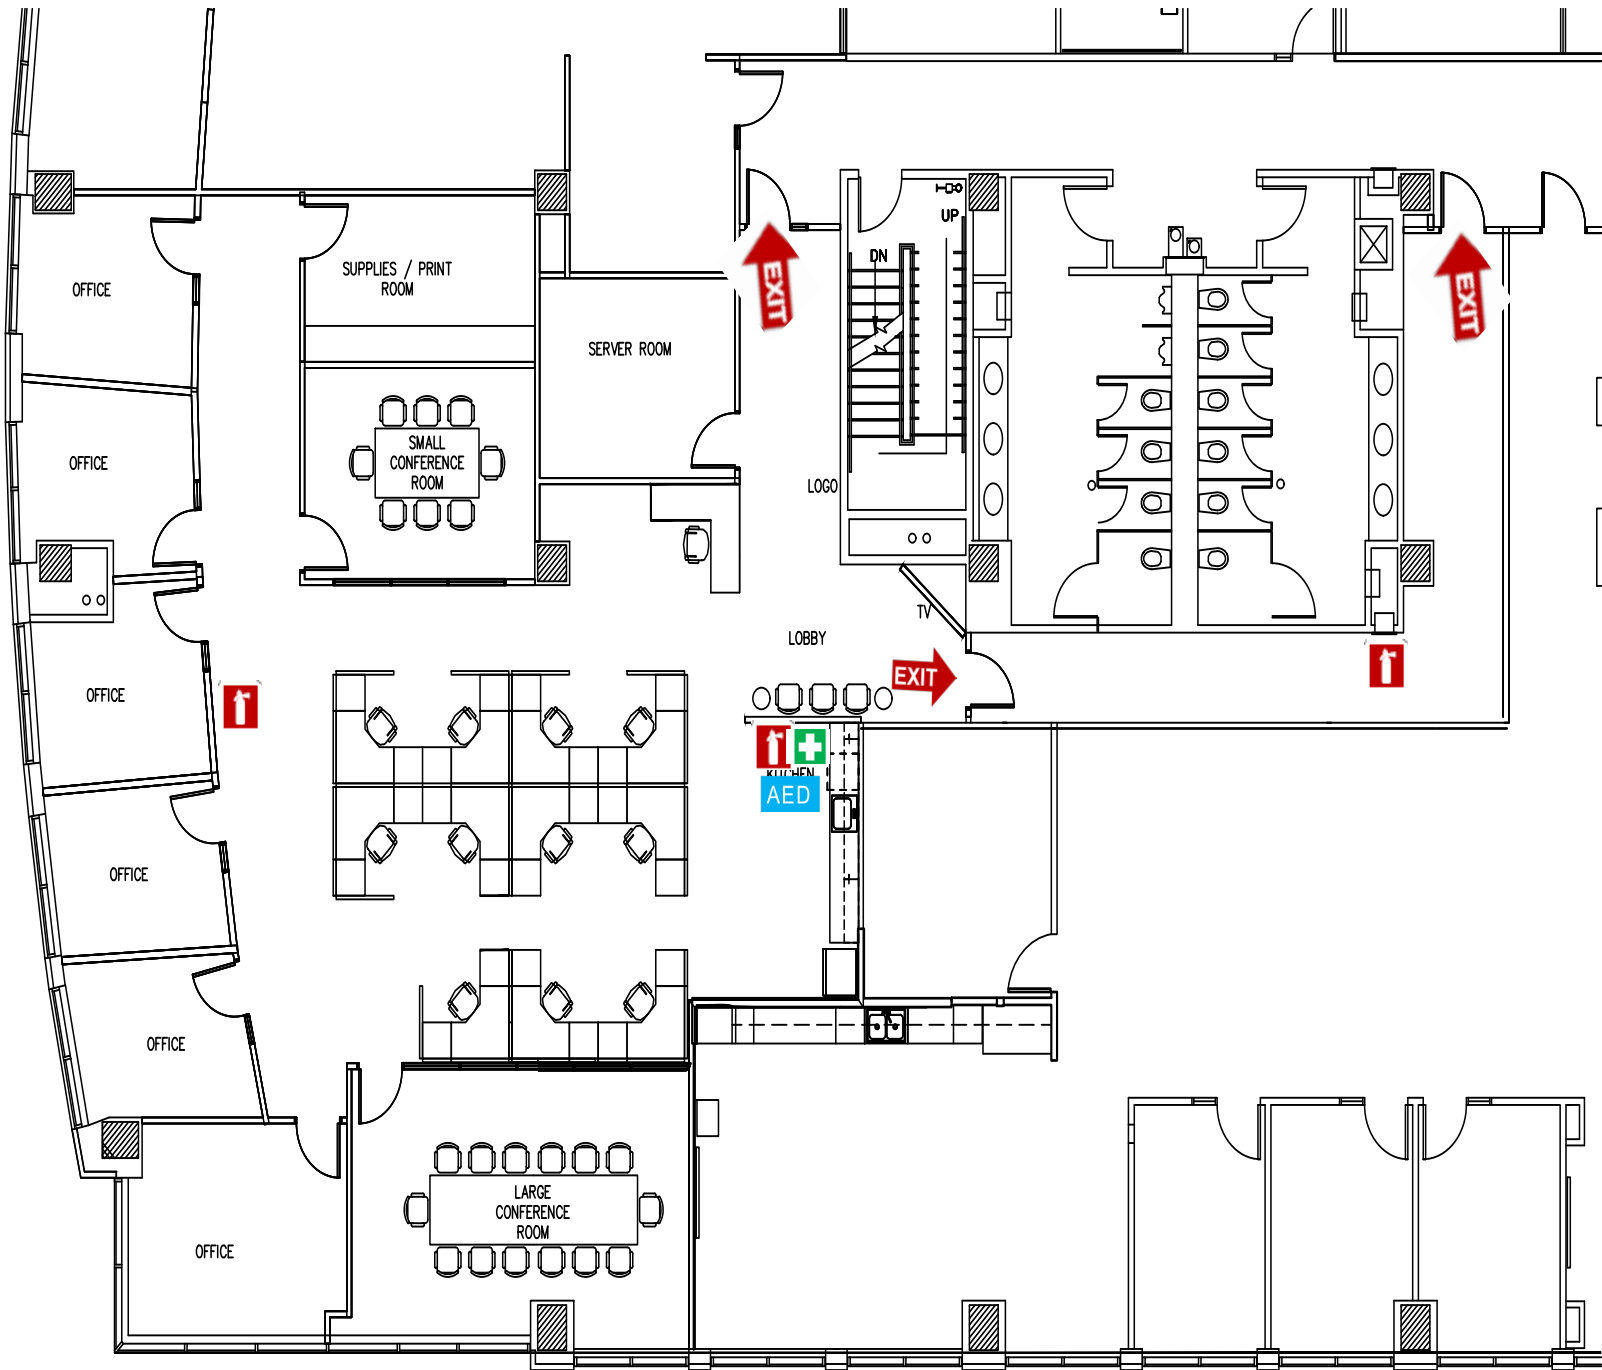 UP
DN
SUPPLIES / PRINT
ROOM
OFFICE
EXIT
EXIT
SERVER ROOM
SMALL
CONFERENCE
ROOM
OFFICE
LOGO
TV
LOBBY
EXIT
OFFICE
KITCHEN
AED
OFFICE
OFFICE
LARGE
CONFERENCE
ROOM
OFFICE